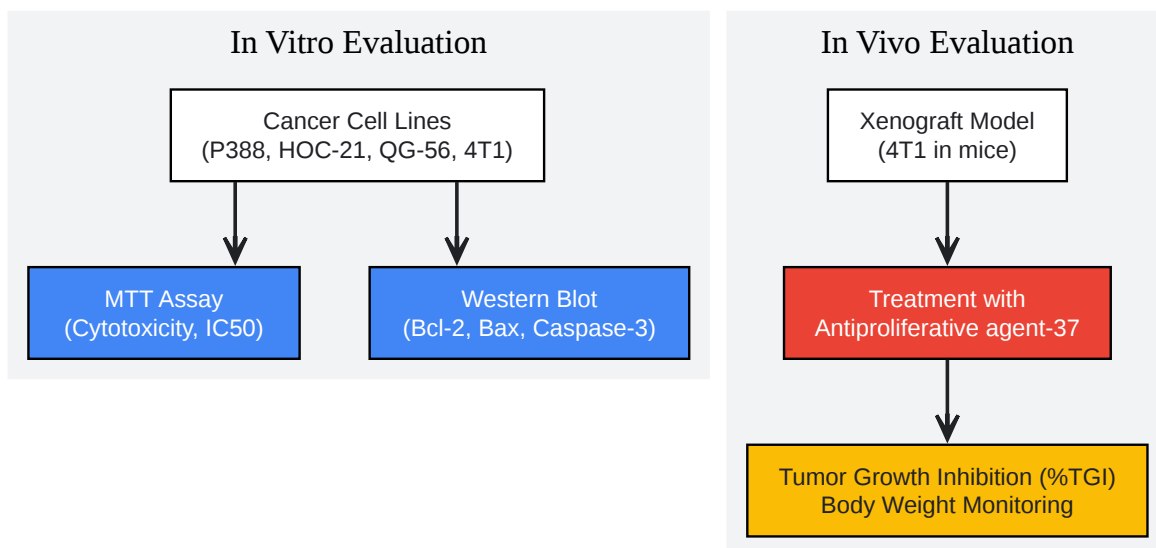 In Vitro Evaluation
Cancer Cell Lines
(P388, HOC-21, QG-56, 4T1)
MTT Assay
(Cytotoxicity, IC50)
Western Blot
(Bcl-2, Bax, Caspase-3)
In Vivo Evaluation
Xenograft Model
(4T1 in mice)
Treatment with
Antiproliferative agent-37
Tumor Growth Inhibition (%TGI)
Body Weight Monitoring